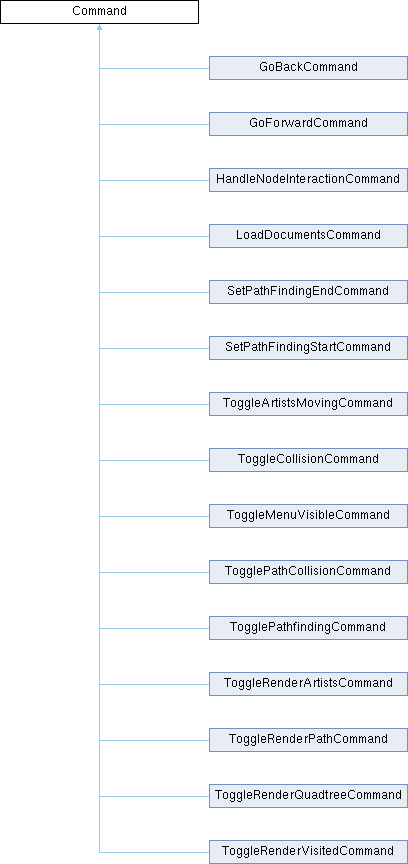 Command
GoBackCommand
GoForwardCommand
HandleNodeInteractionCommand
LoadDocumentsCommand
SetPathFindingEndCommand
SetPathFindingStartCommand
ToggleArtistsMovingCommand
ToggleCollisionCommand
ToggleMenuVisibleCommand
TogglePathCollisionCommand
TogglePathfindingCommand
ToggleRenderArtistsCommand
ToggleRenderPathCommand
ToggleRenderQuadtreeCommand
ToggleRenderVisitedCommand